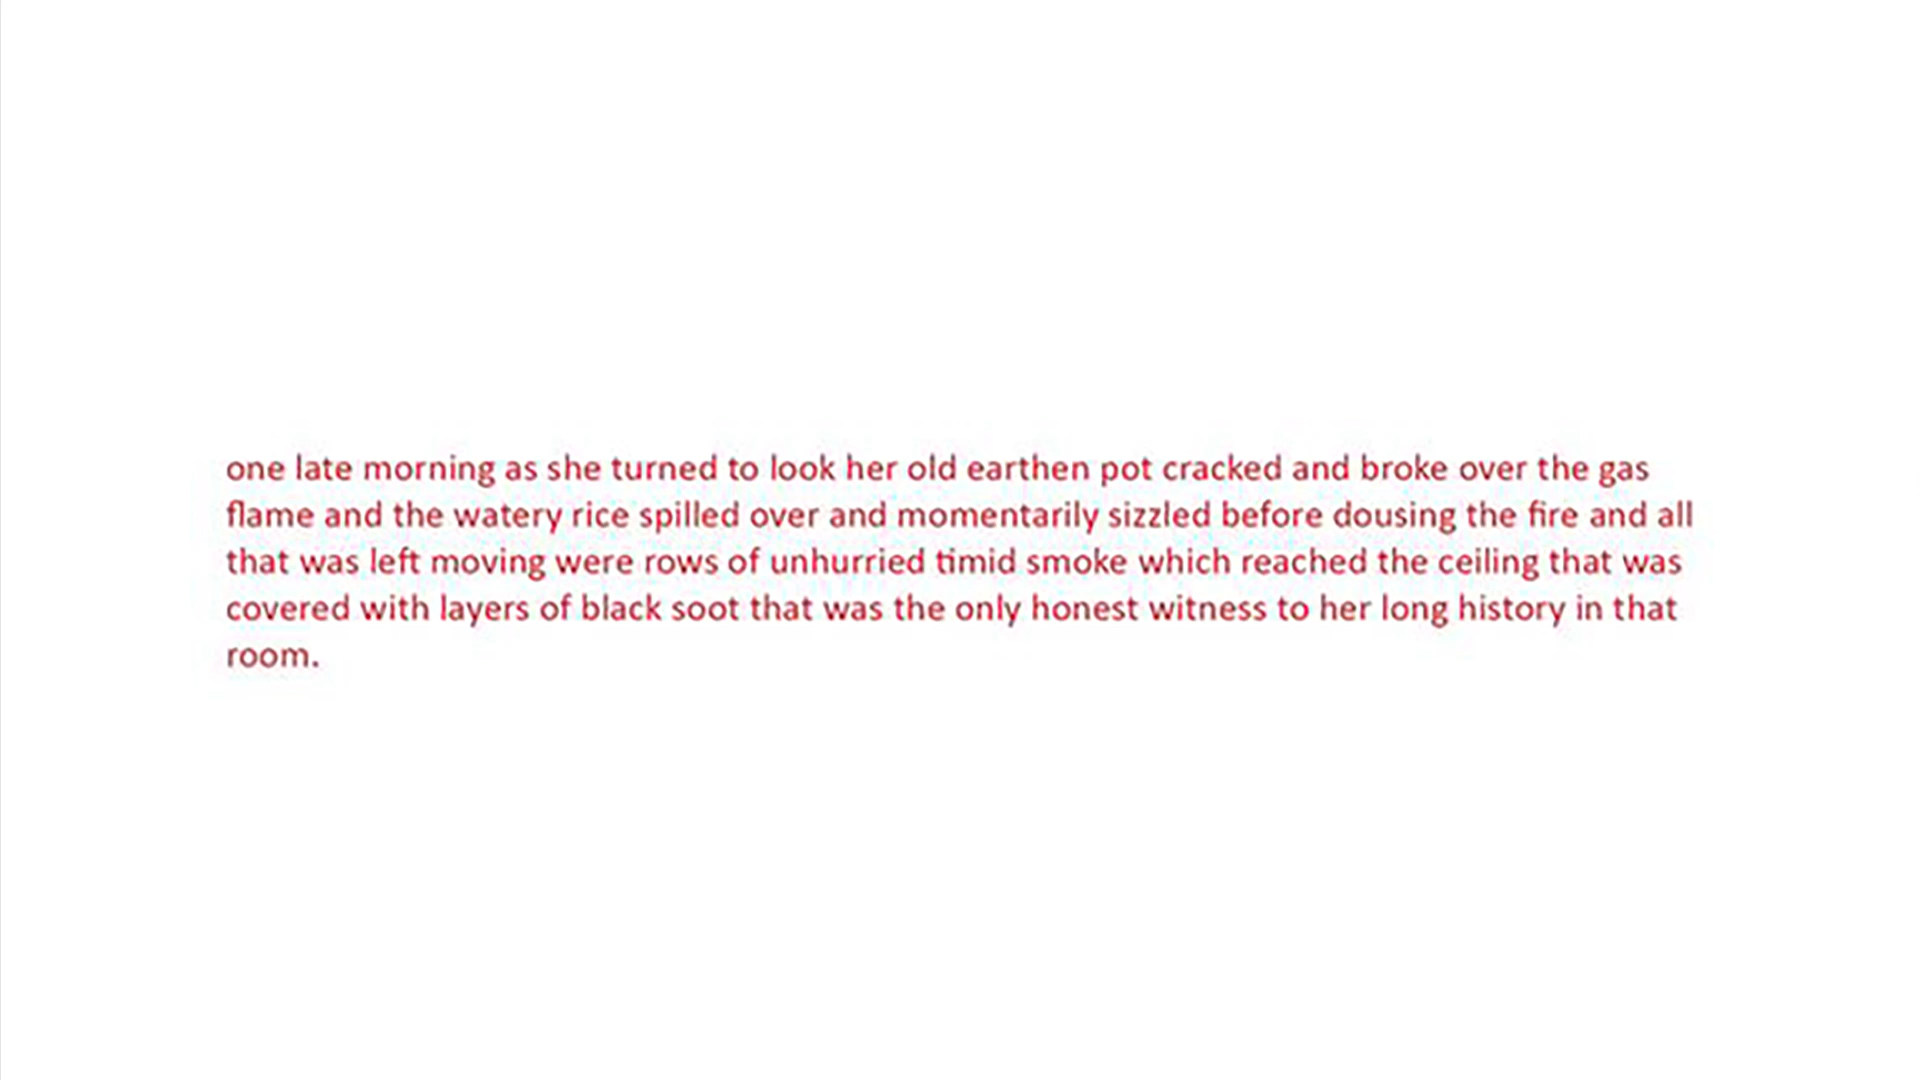 one late morning as she turned to look her old earthen pot cracked and broke over the gas
flame and the watery rice spilled over and momentarily sizzled before dousing the fire and all
that was left moving were rows of unhurried timid smoke which reached the ceiling that was
covered with layers of black soot that was the only honest witness to her long history in that
room.